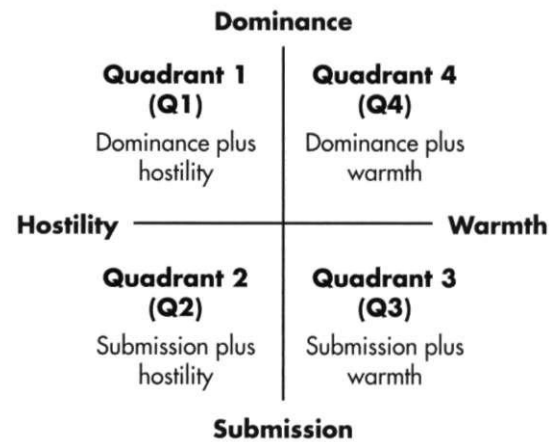 Dominance
Quadrant 1
(Q1)
Dominance plus
hostility
Quadrant 4
(Q4)
Dominance plus
warmth
Hostility
Warmth
Quadrant 2
(Q2)
Submission plus
hostility
Quadrant 3
(Q3)
Submission plus
warmth
Submission